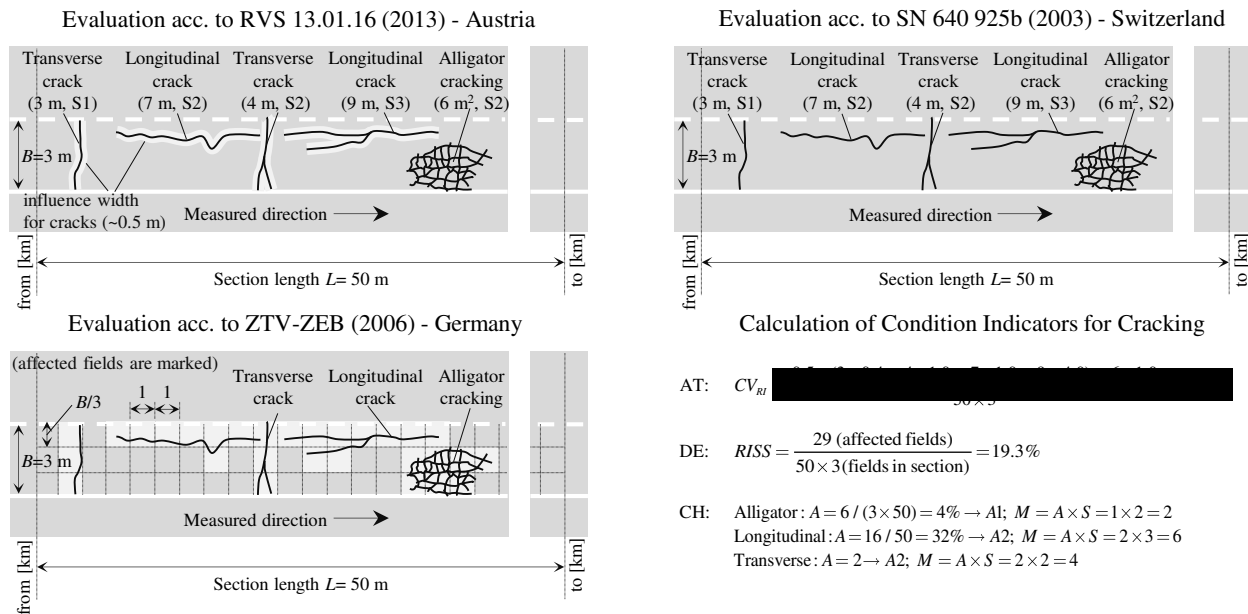 Evaluation acc. to RVS 13.01.16 (2013) - Austria
Transverse crack (3 m, S1)
Longitudinal crack (7 m, S2)
Transverse crack (4 m, S2)
Longitudinal crack (9 m, S3)
Alligator cracking (6 m², S2)
B=3 m
influence width for cracks (~0.5 m)
Measured direction
from [km]
Section length L= 50 m
to [km]
Evaluation acc. to SN 640 925b (2003) - Switzerland
Transverse crack (3 m, S1)
Longitudinal crack (7 m, S2)
Transverse crack (4 m, S2)
Longitudinal crack (9 m, S3)
Alligator cracking (6 m², S2)
B=3 m
Measured direction
from [km]
Section length L= 50 m
to [km]
Evaluation acc. to ZTV-ZEB (2006) - Germany
(affected fields are marked)
B/3
1 1
Transverse crack
Longitudinal crack
Alligator cracking
B=3 m
Measured direction
from [km]
Section length L= 50 m
to [km]
Calculation of Condition Indicators for Cracking
AT: CV_RI
DE: RISS = 29 (affected fields) / 50 × 3 (fields in section) = 19.3%
CH: Alligator: A = 6 / (3 × 50) = 4% → A1; M = A × S = 1 × 2 = 2
Longitudinal: A = 16 / 50 = 32% → A2; M = A × S = 2 × 3 = 6
Transverse: A = 2 → A2; M = A × S = 2 × 2 = 4